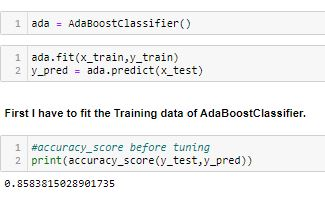 1 ada = AdaBoostClassifier()
1 ada.fit(x_train,y_train)
2 y_pred = ada.predict(x_test)
First I have to fit the Training data of AdaBoostClassifier.
1 #accuracy_score before tuning
2 print(accuracy_score(y_test,y_pred))
0.8583815028901735